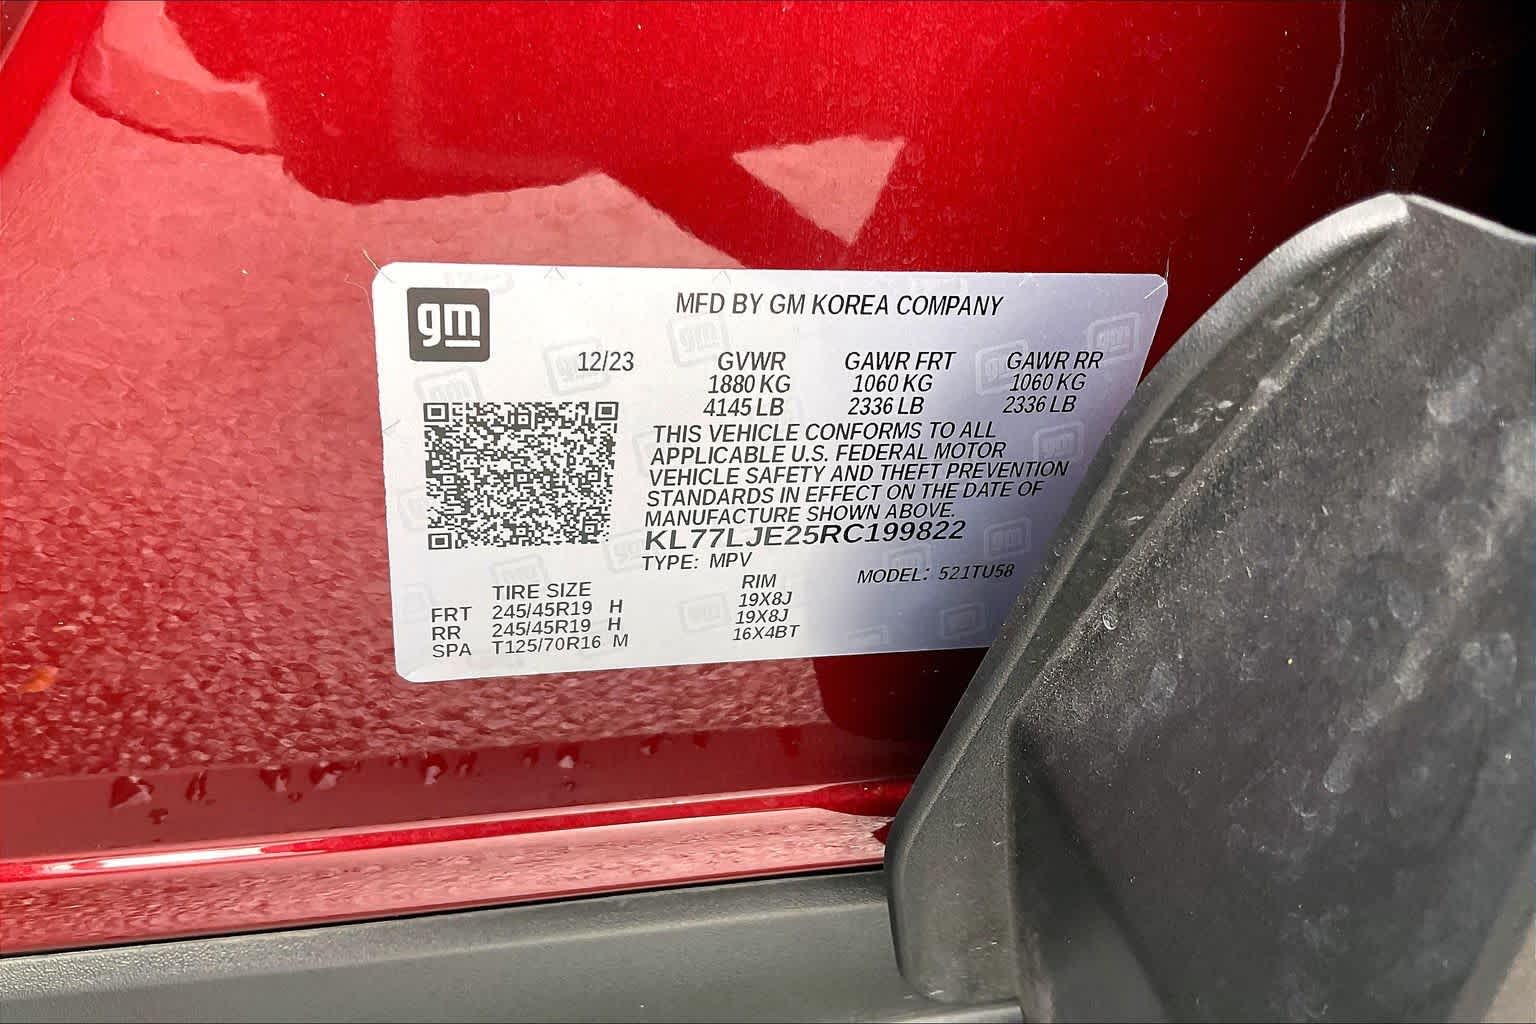 gm
MFD BY GM KOREA COMPANY
12/23 GVWR GAWR FRT GAWR RR
1880 KG 1060 KG 1060 KG
4145 LB 2336 LB 2336 LB
THIS VEHICLE CONFORMS TO ALL
APPLICABLE U.S. FEDERAL MOTOR
VEHICLE SAFETY AND THEFT PREVENTION
STANDARDS IN EFFECT ON THE DATE OF
MANUFACTURE SHOWN ABOVE.
KL77LJE25RC199822
TYPE: MPV MODEL: 521TU58
TIRE SIZE RIM
FRT 245/45R19 H 19X8J
RR 245/45R19 H 19X8J
SPA T125/70R16 M 16X4BT